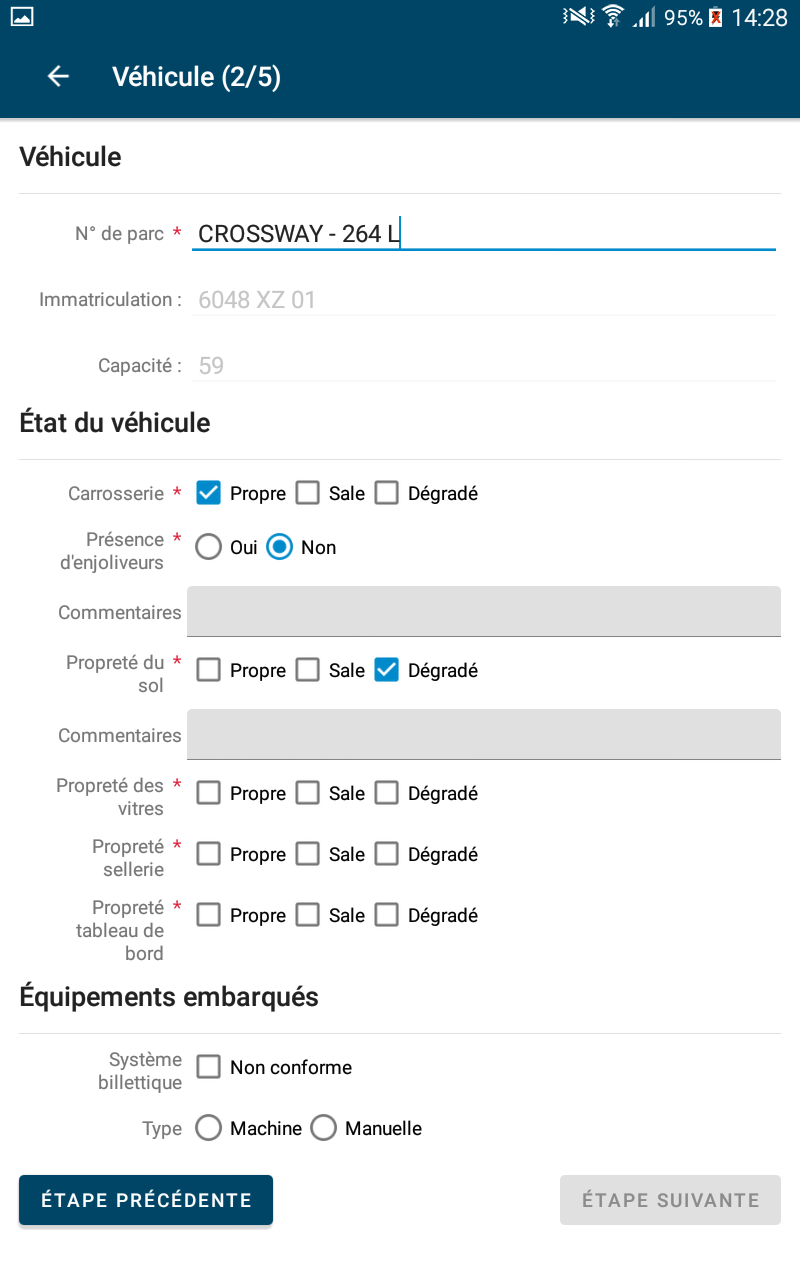 95% 14:28
Véhicule (2/5)
Véhicule
N° de parc * CROSSWAY - 264 L
Immatriculation : 6048 XZ 01
Capacité : 59
État du véhicule
Carrosserie * Propre Sale Dégradé
Présence * d'enjoliveurs Oui Non
Commentaires
Propreté du * sol Propre Sale Dégradé
Commentaires
Propreté des * vitres Propre Sale Dégradé
Propreté * sellerie Propre Sale Dégradé
Propreté * tableau de bord Propre Sale Dégradé
Équipements embarqués
Système billettique Non conforme
Type Machine Manuelle
ÉTAPE PRÉCÉDENTE ÉTAPE SUIVANTE